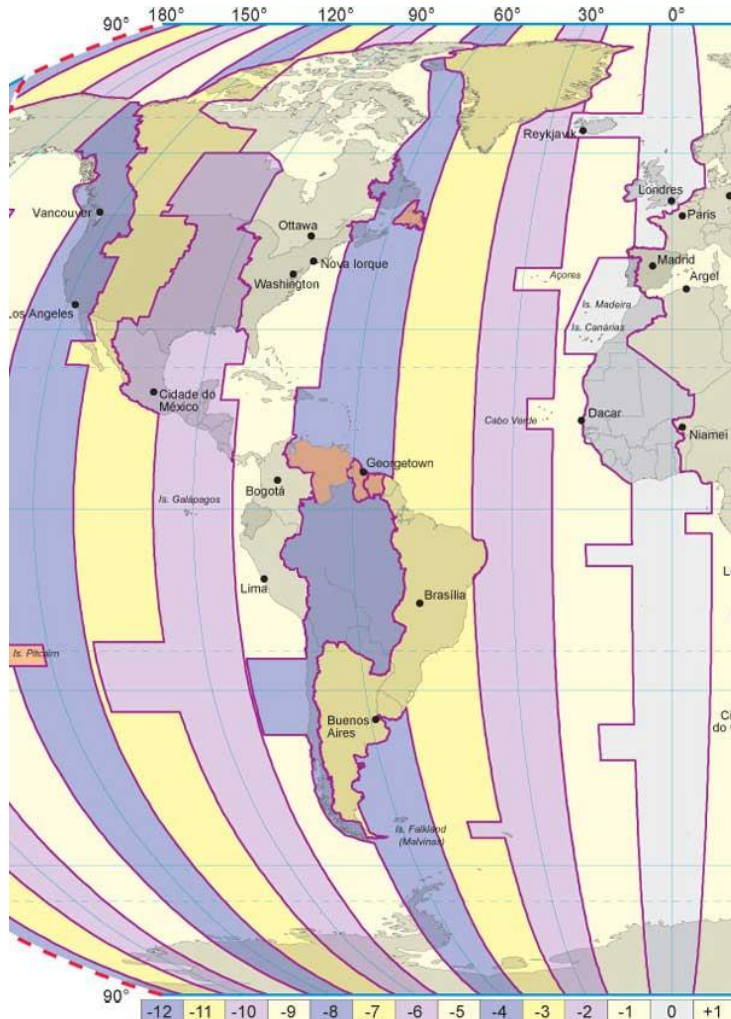 90° 180° 150° 120° 90° 60° 30° 0°
Reykjavik
Londres
Vancouver
Paris
Ottawa
Nova Iorque
Madrid
Washington
Açores
Argel
Is. Madeira
Los Angeles
Is. Canárias
Cidade do
México
Cabo Verde
Dacar
Niamei
Georgetown
Bogotá
Is. Galápagos
Lima
Brasília
Is. Pitcairn
Buenos
Aires
Is. Falkland
(Malvinas)
90°
-12 -11 -10 -9 -8 -7 -6 -5 -4 -3 -2 -1 0 +1